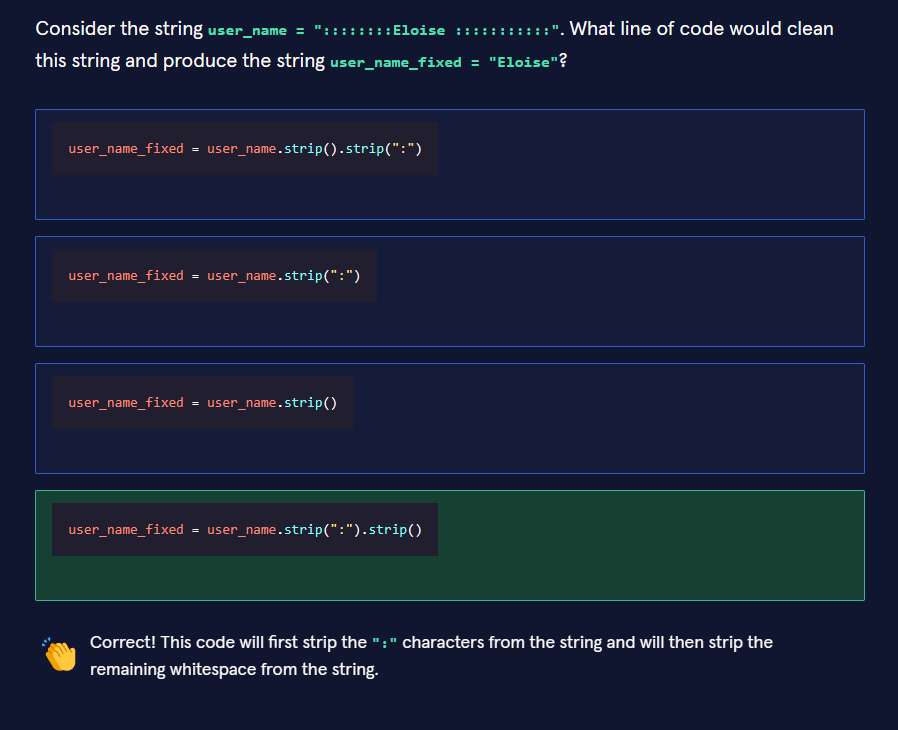 Consider the string user_name = "::::::::Eloise :::::::::::". What line of code would clean
this string and produce the string user_name_fixed = "Eloise"?
user_name_fixed = user_name.strip().strip(":")
user_name_fixed = user_name.strip(":")
user_name_fixed = user_name.strip()
user_name_fixed = user_name.strip(":").strip()
Correct! This code will first strip the ":" characters from the string and will then strip the
remaining whitespace from the string.